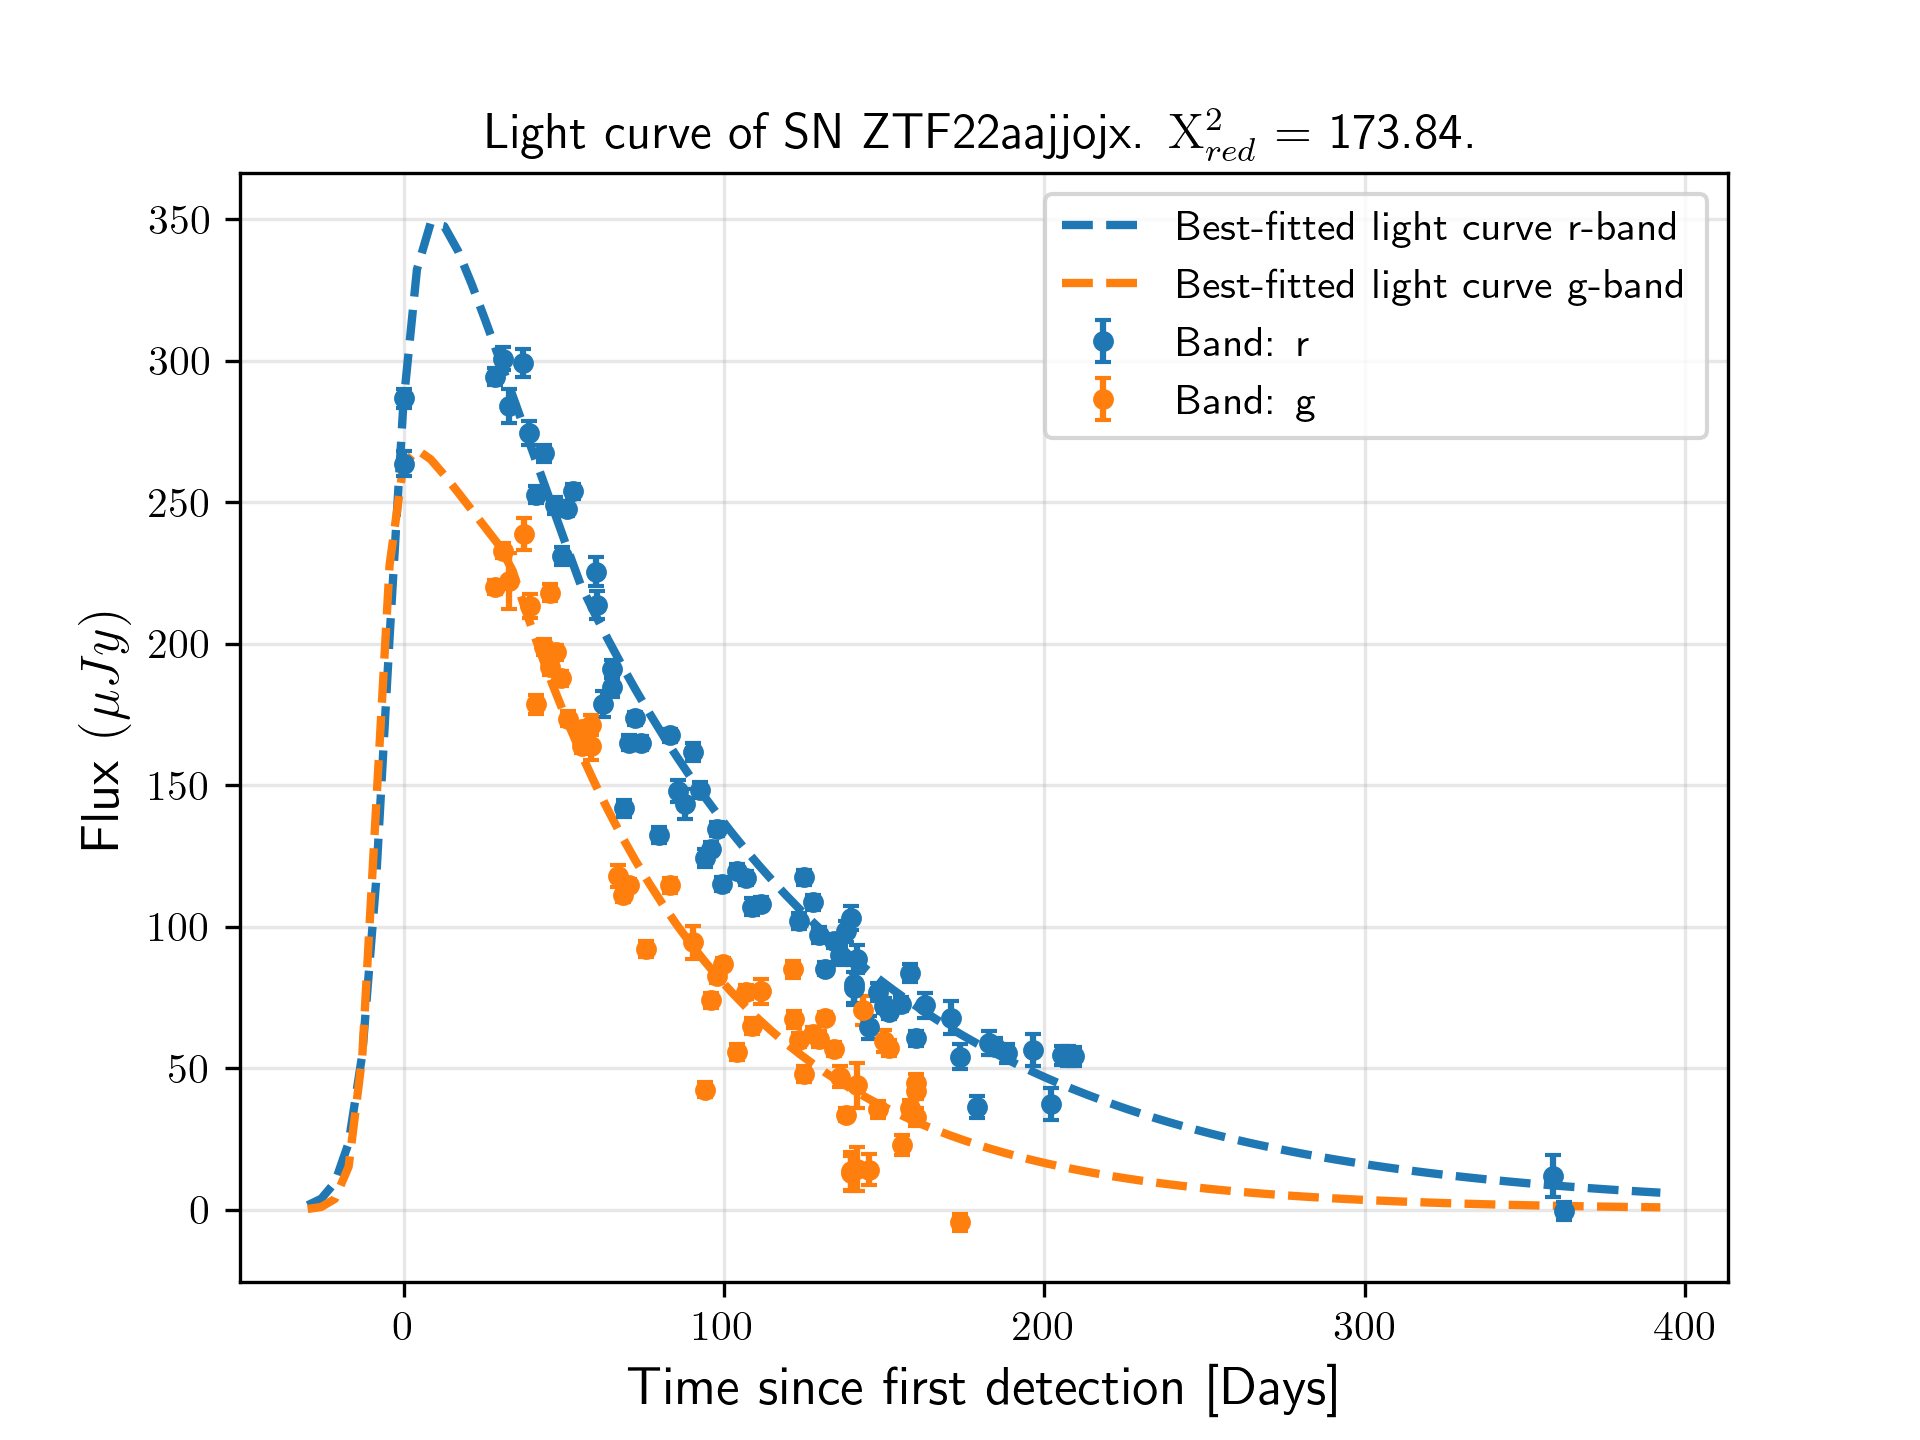 Light curve of SN ZTF22aajjojx. X²_red = 173.84.
Best-fitted light curve r-band
Best-fitted light curve g-band
Band: r
Band: g
350
300
250
200
150
100
50
0
Flux (μJy)
0 100 200 300 400
Time since first detection [Days]